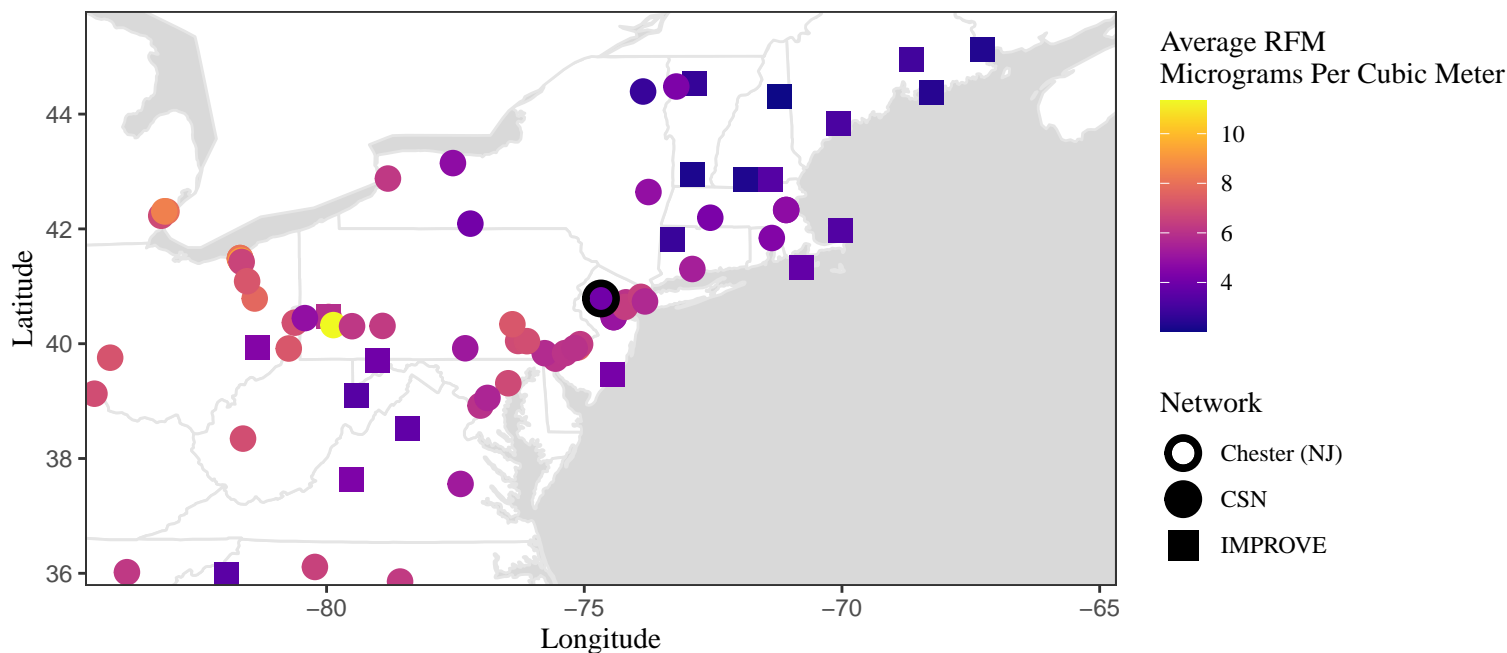 Average RFM
Micrograms Per Cubic Meter
10
8
6
4
Network
Chester (NJ)
CSN
IMPROVE
Latitude
44
42
40
38
36
−80
−75
−70
−65
Longitude